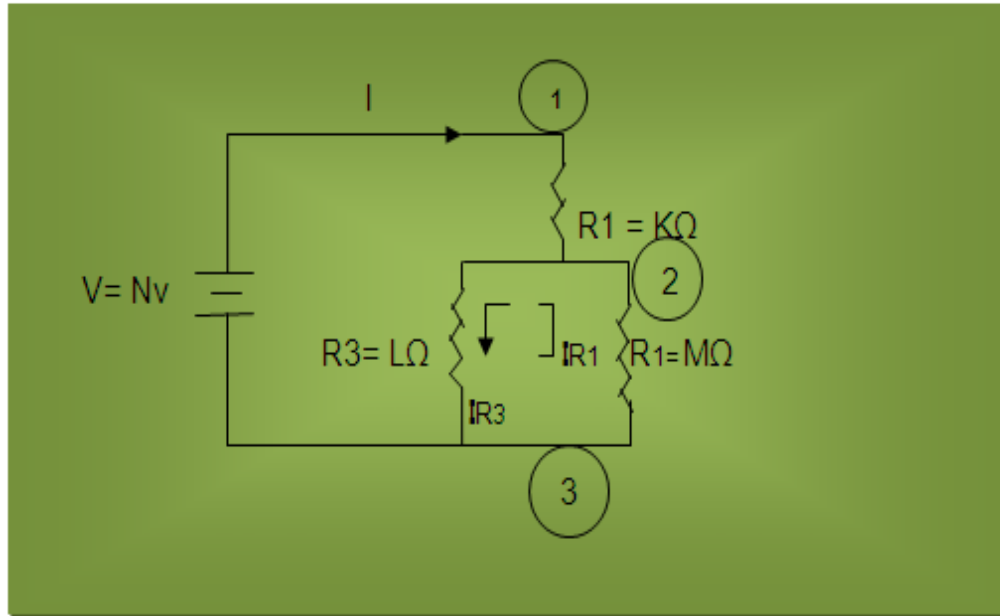 I
1
R1 = KΩ
2
V= Nv
R3= LΩ
IR1
R1=MΩ
IR3
3